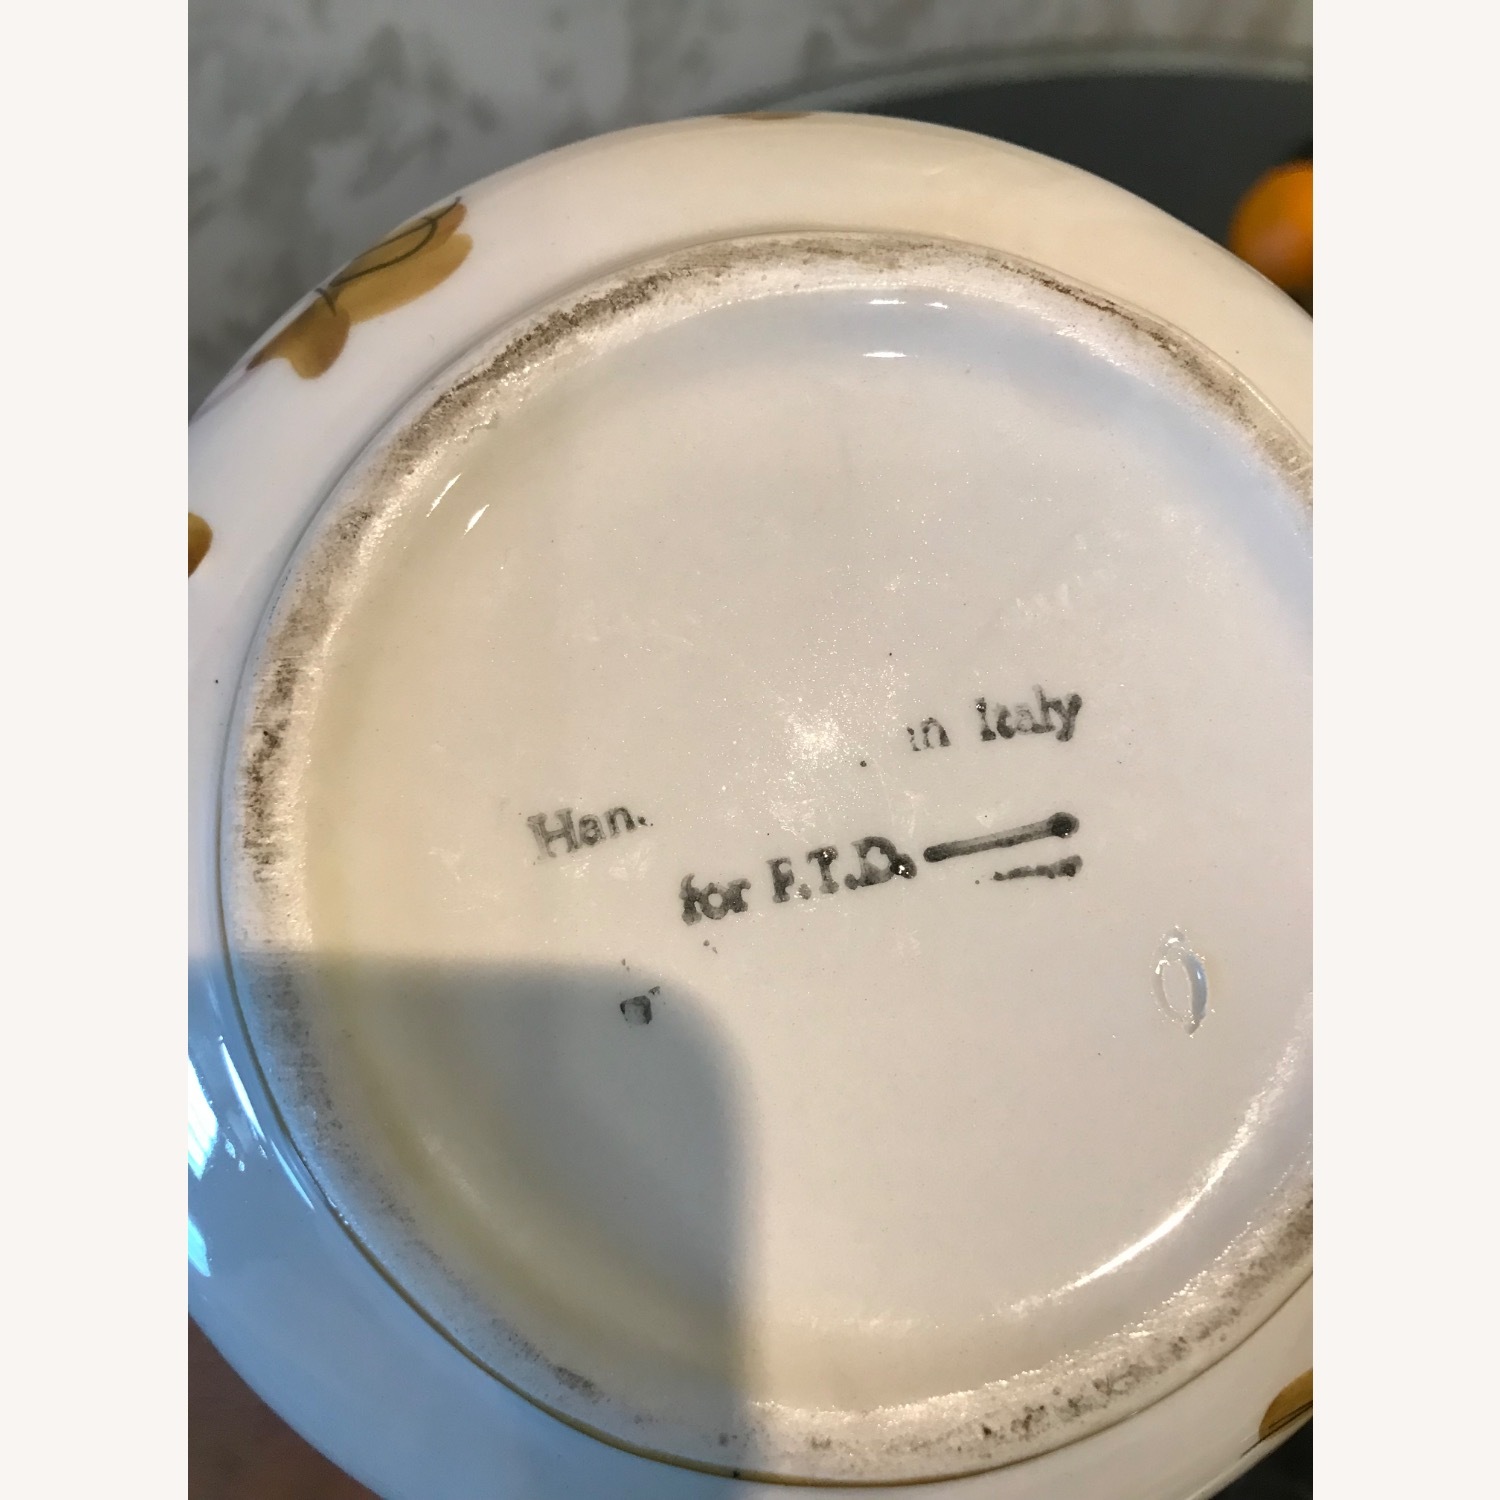 Han. in Italy
for F.T.D.